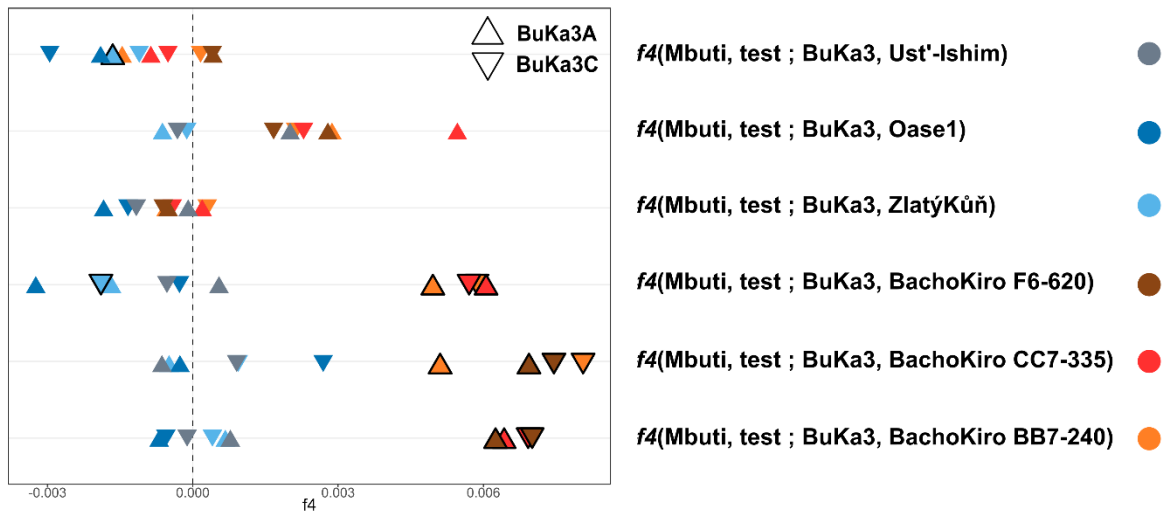 BuKa3A
BuKa3C
f4(Mbuti, test ; BuKa3, Ust'-Ishim)
f4(Mbuti, test ; BuKa3, Oase1)
f4(Mbuti, test ; BuKa3, ZlatýKůň)
f4(Mbuti, test ; BuKa3, BachoKiro F6-620)
f4(Mbuti, test ; BuKa3, BachoKiro CC7-335)
f4(Mbuti, test ; BuKa3, BachoKiro BB7-240)
-0.003 0.000 0.003 0.006
f4